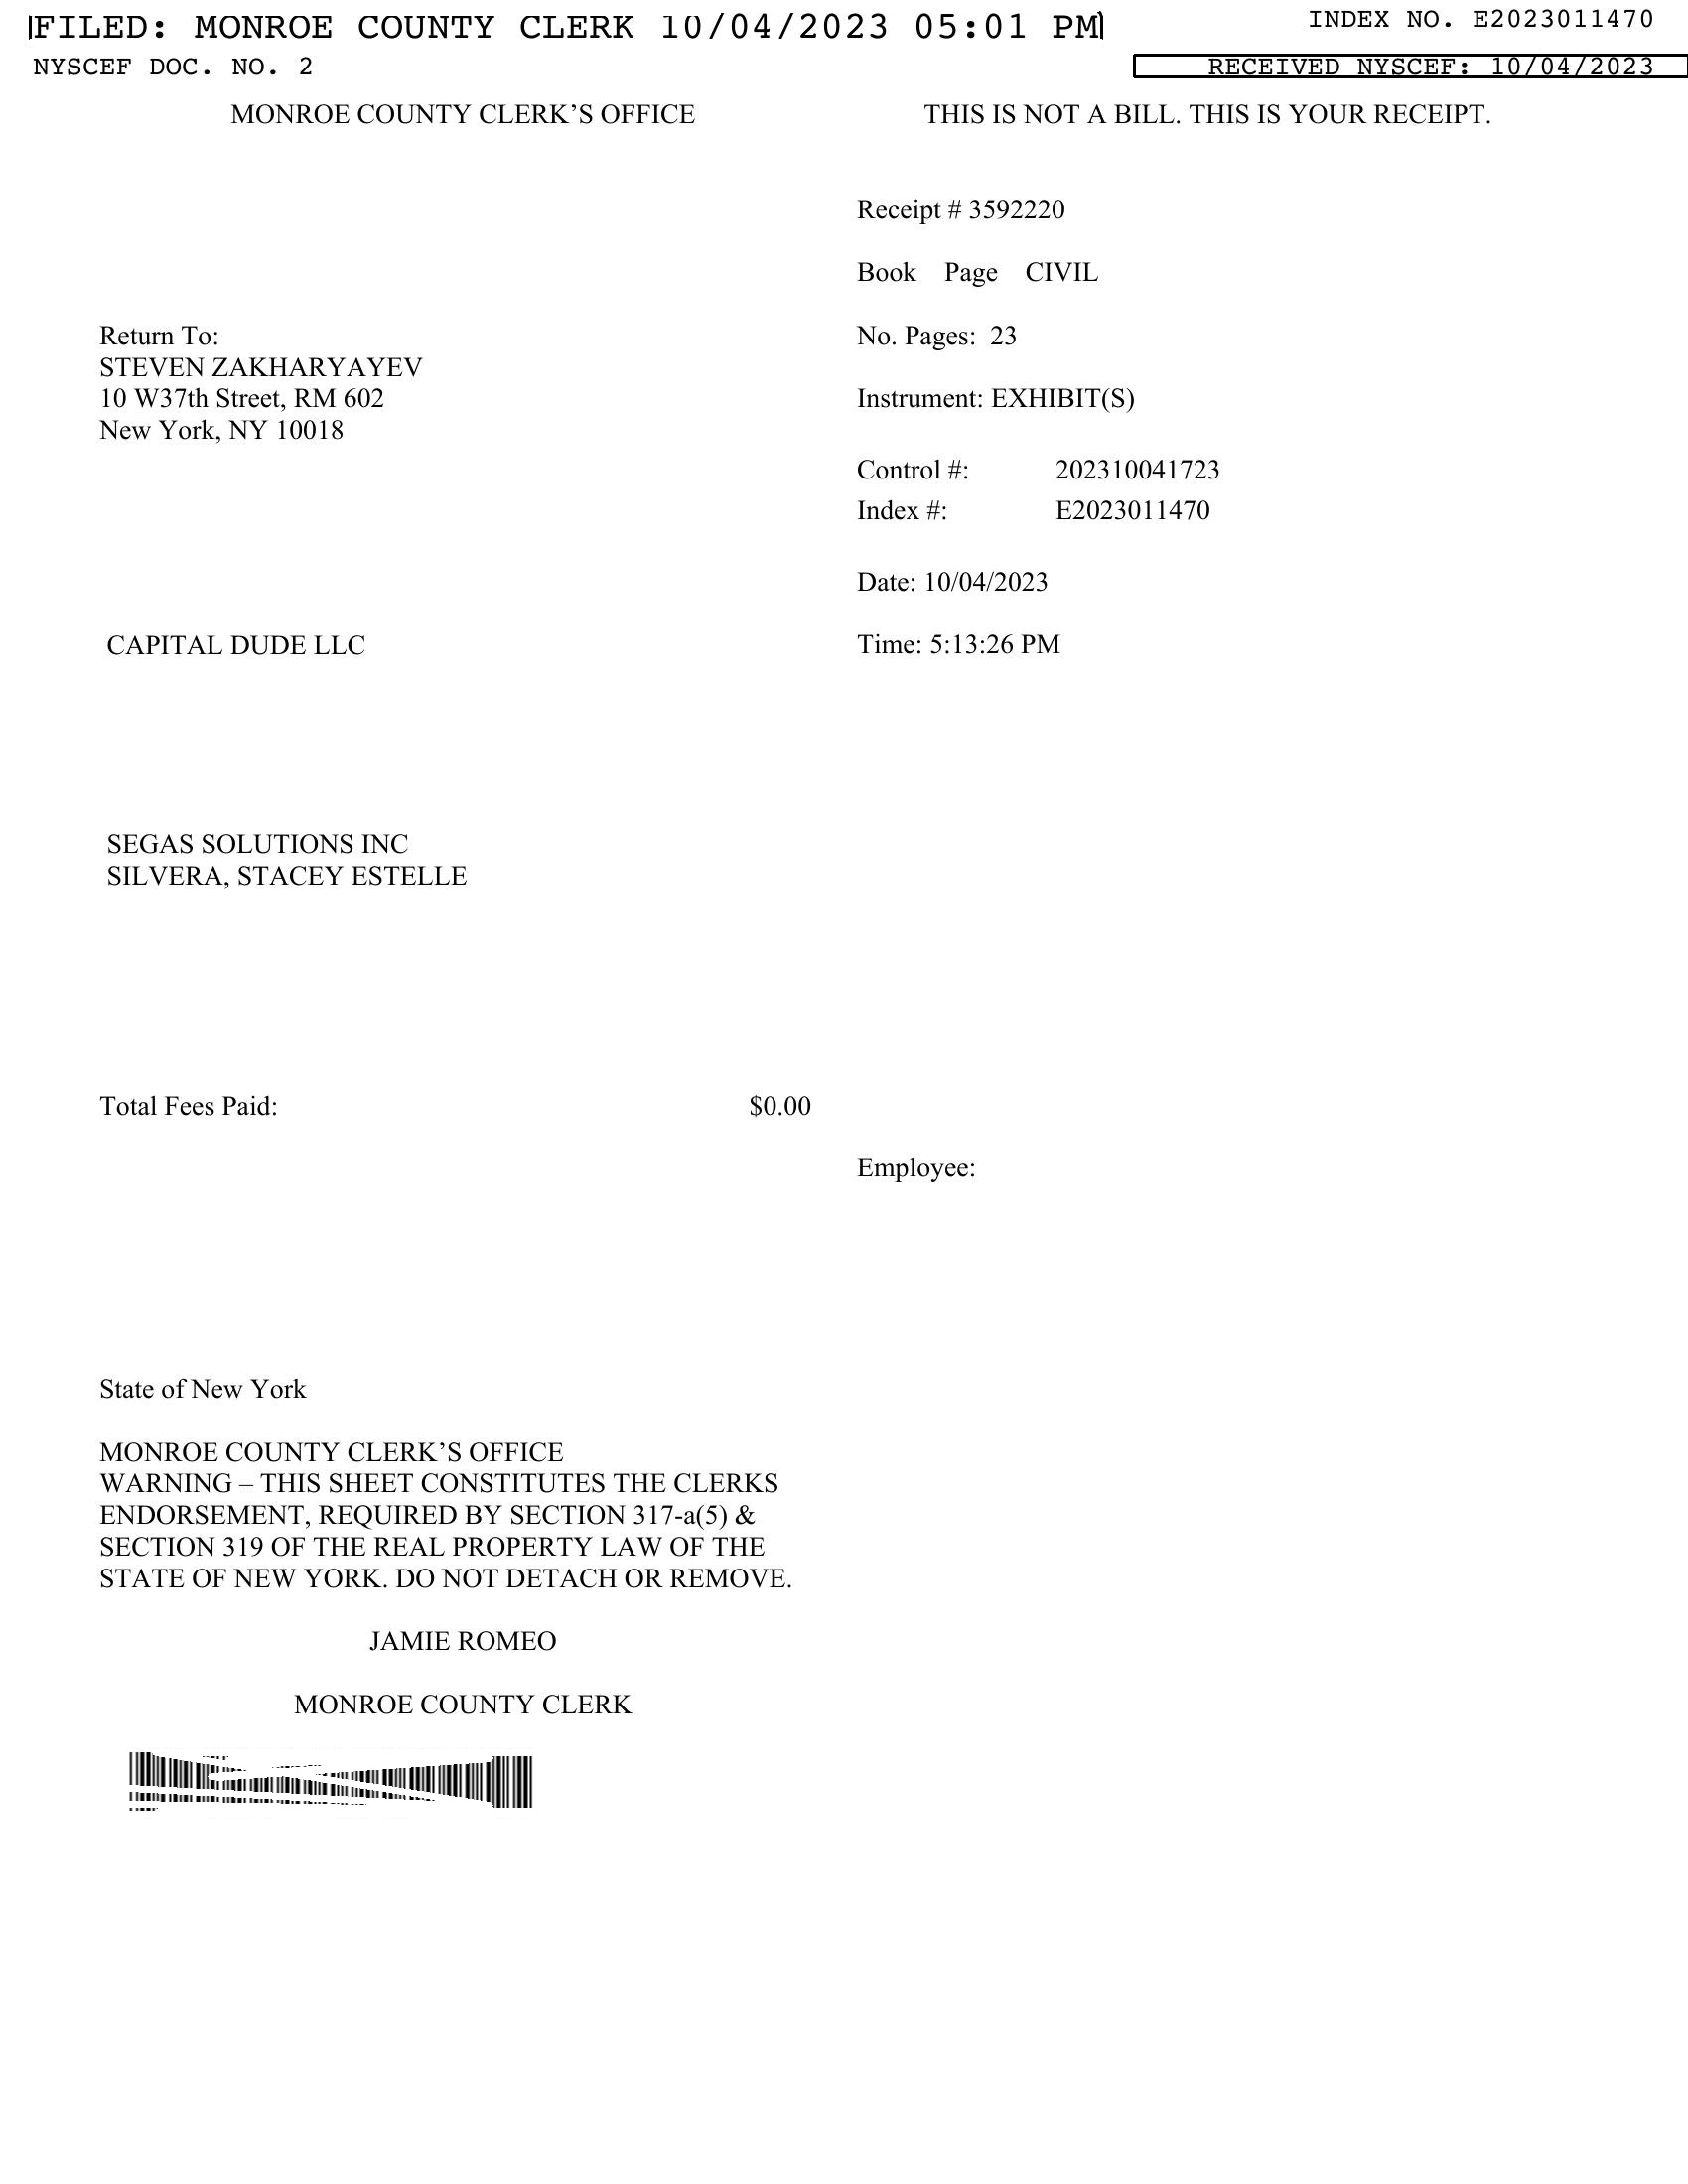 FILED: MONROE COUNTY CLERK 10/04/2023 05:01 PM
INDEX NO. E2023011470
NYSCEF DOC. NO. 2
RECEIVED NYSCEF: 10/04/2023
MONROE COUNTY CLERK’S OFFICE
THIS IS NOT A BILL. THIS IS YOUR RECEIPT.
Receipt # 3592220
Book Page CIVIL
Return To:
STEVEN ZAKHARYAYEV
10 W37th Street, RM 602
New York, NY 10018
No. Pages: 23
Instrument: EXHIBIT(S)
Control #: 202310041723
Index #: E2023011470
Date: 10/04/2023
CAPITAL DUDE LLC
Time: 5:13:26 PM
SEGAS SOLUTIONS INC
SILVERA, STACEY ESTELLE
Total Fees Paid: $0.00
Employee:
State of New York
MONROE COUNTY CLERK’S OFFICE
WARNING – THIS SHEET CONSTITUTES THE CLERKS
ENDORSEMENT, REQUIRED BY SECTION 317-a(5) &
SECTION 319 OF THE REAL PROPERTY LAW OF THE
STATE OF NEW YORK. DO NOT DETACH OR REMOVE.
JAMIE ROMEO
MONROE COUNTY CLERK